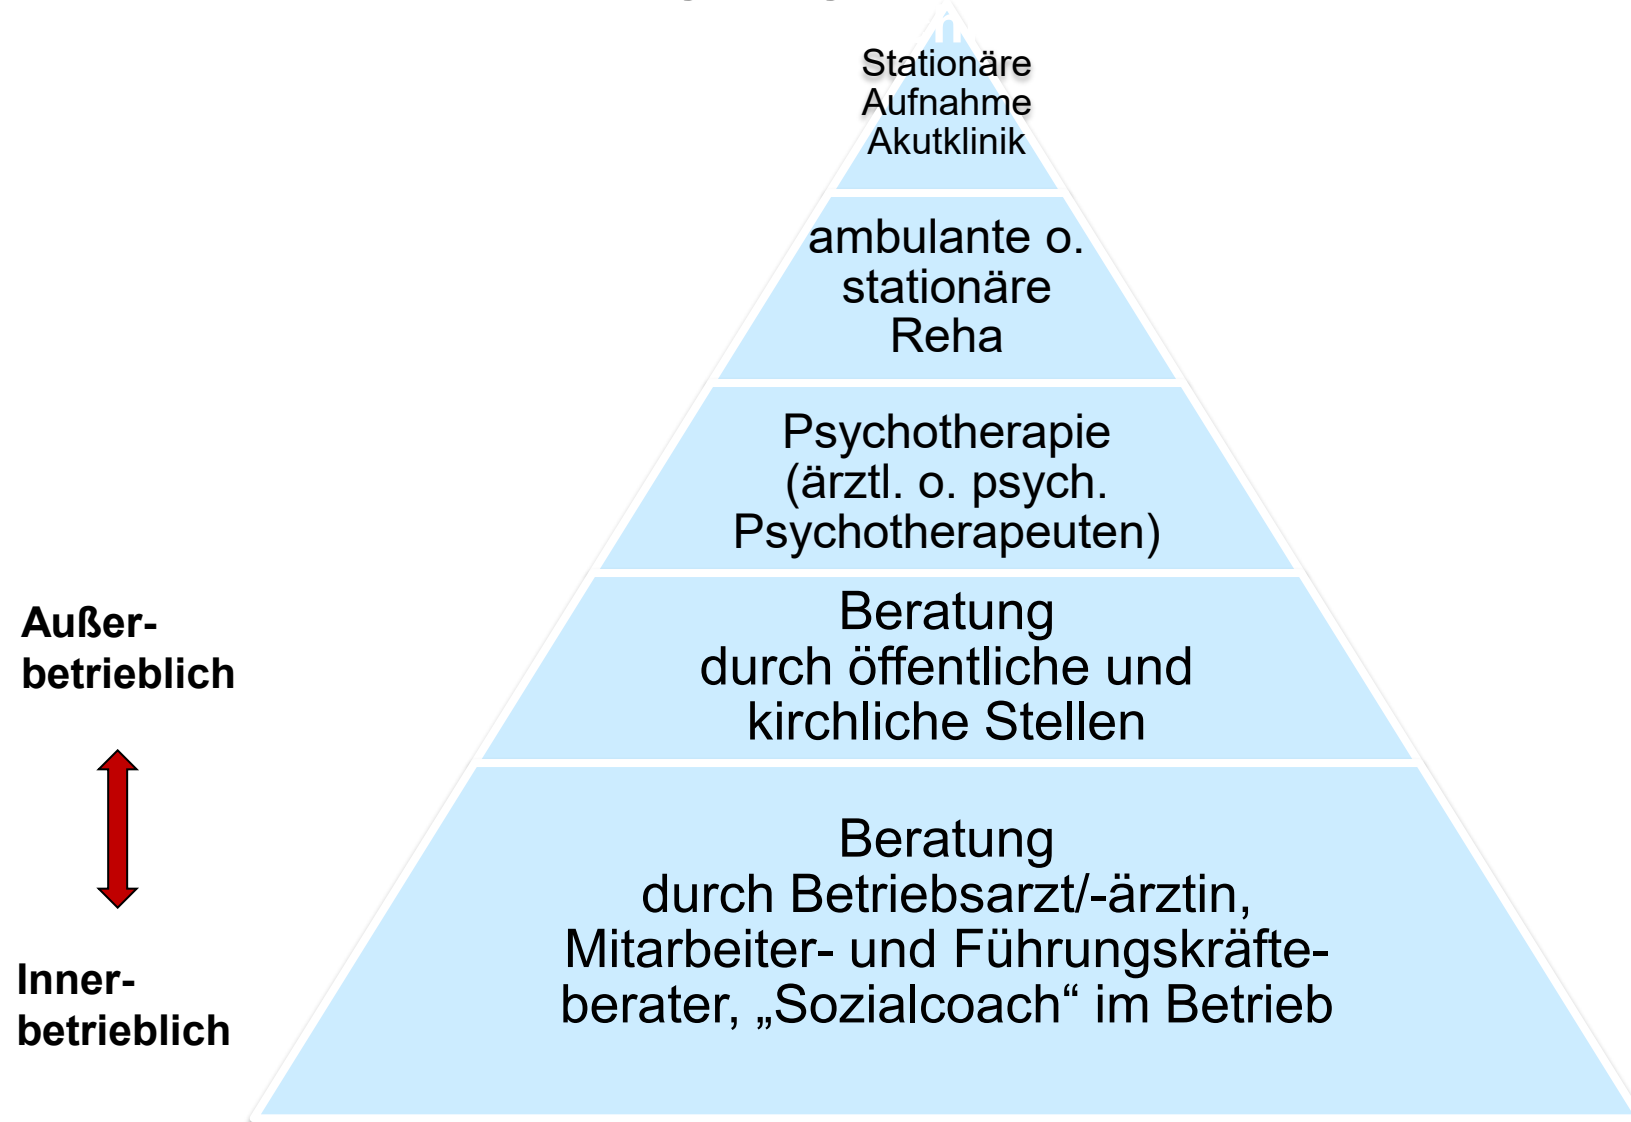 Stationäre
Aufnahme
Akutklinik
ambulante o.
stationäre
Reha
Psychotherapie
(ärztl. o. psych.
Psychotherapeuten)
Beratung
durch öffentliche und
kirchliche Stellen
Beratung
durch Betriebsarzt/-ärztin,
Mitarbeiter- und Führungskräfte-
berater, „Sozialcoach“ im Betrieb
Außer-
betrieblich
Inner-
betrieblich